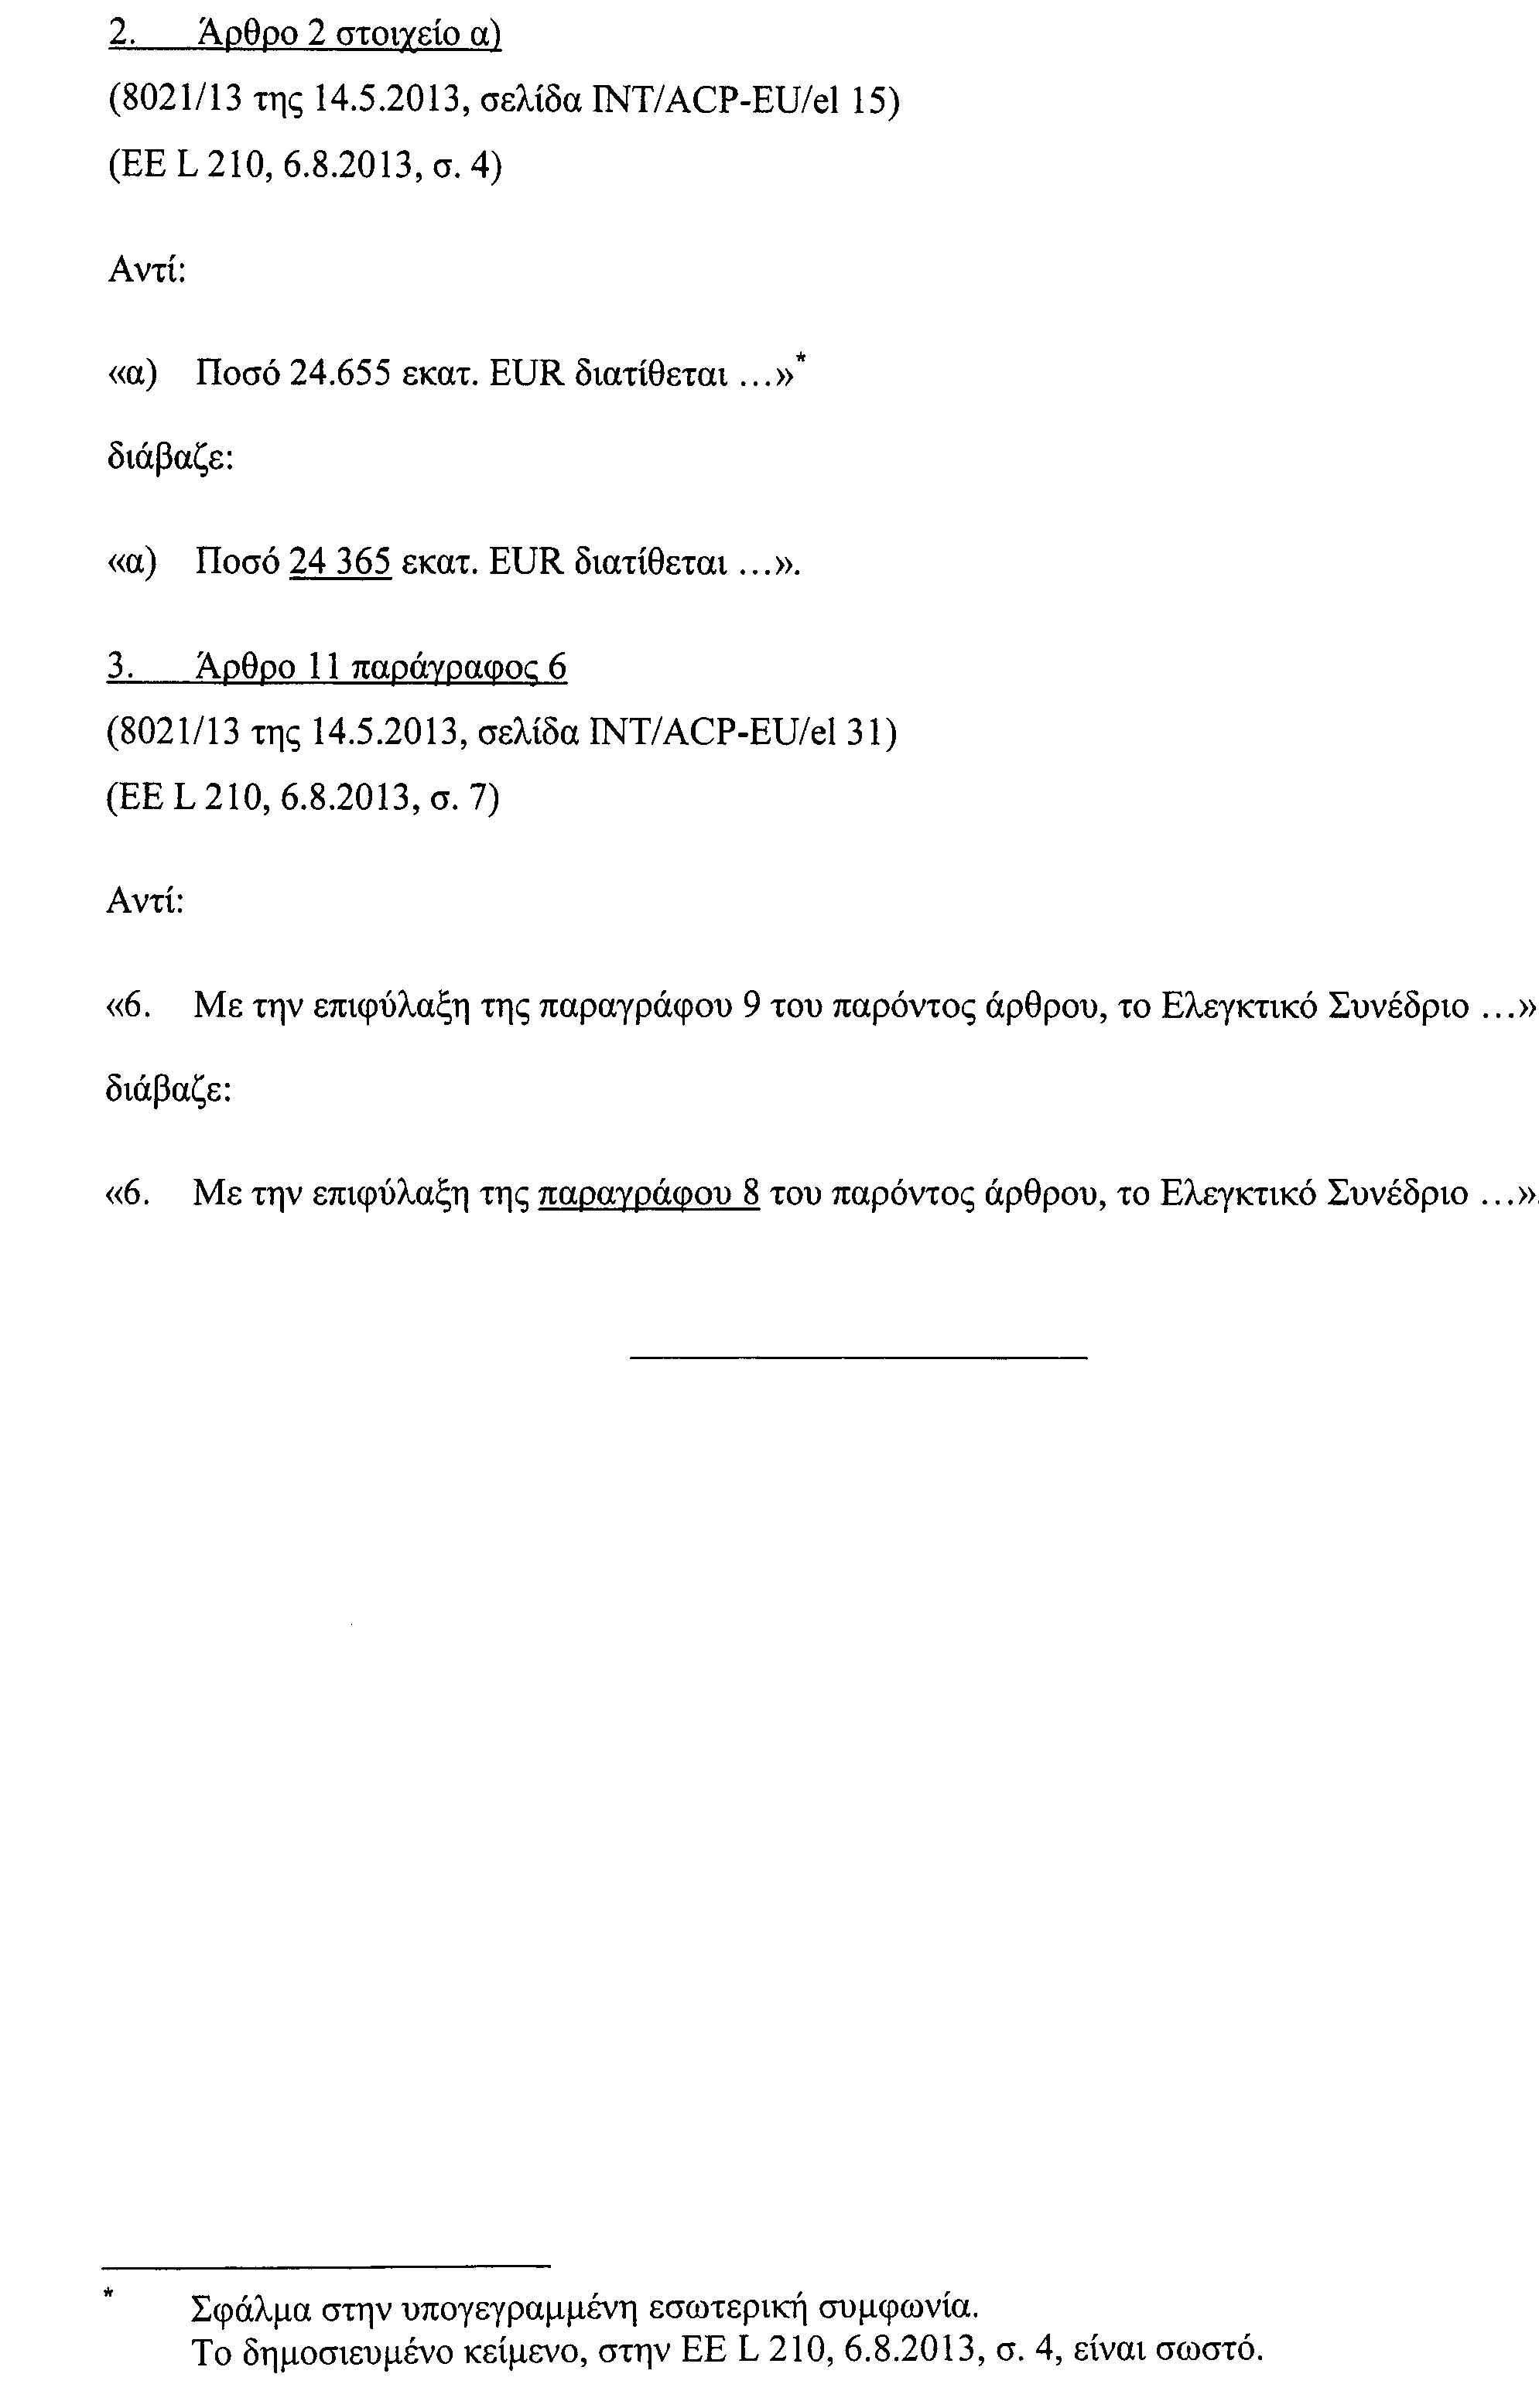 2. Άρθρο 2 στοιχείο α)
(8021/13 της 14.5.2013, σελίδα INT/ACP-EU/el 15)
(ΕΕ L 210, 6.8.2013, σ. 4)
Αντί:
«α) Ποσό 24.655 εκατ. EUR διατίθεται ...»*
διάβαζε:
«α) Ποσό 24 365 εκατ. EUR διατίθεται ...».
3. Άρθρο 11 παράγραφος 6
(8021/13 της 14.5.2013, σελίδα INT/ACP-EU/el 31)
(ΕΕ L 210, 6.8.2013, σ. 7)
Αντί:
«6. Με την επιφύλαξη της παραγράφου 9 του παρόντος άρθρου, το Ελεγκτικό Συνέδριο ...»
διάβαζε:
«6. Με την επιφύλαξη της παραγράφου 8 του παρόντος άρθρου, το Ελεγκτικό Συνέδριο ...».
* Σφάλμα στην υπογεγραμμένη εσωτερική συμφωνία.
Το δημοσιευμένο κείμενο, στην ΕΕ L 210, 6.8.2013, σ. 4, είναι σωστό.